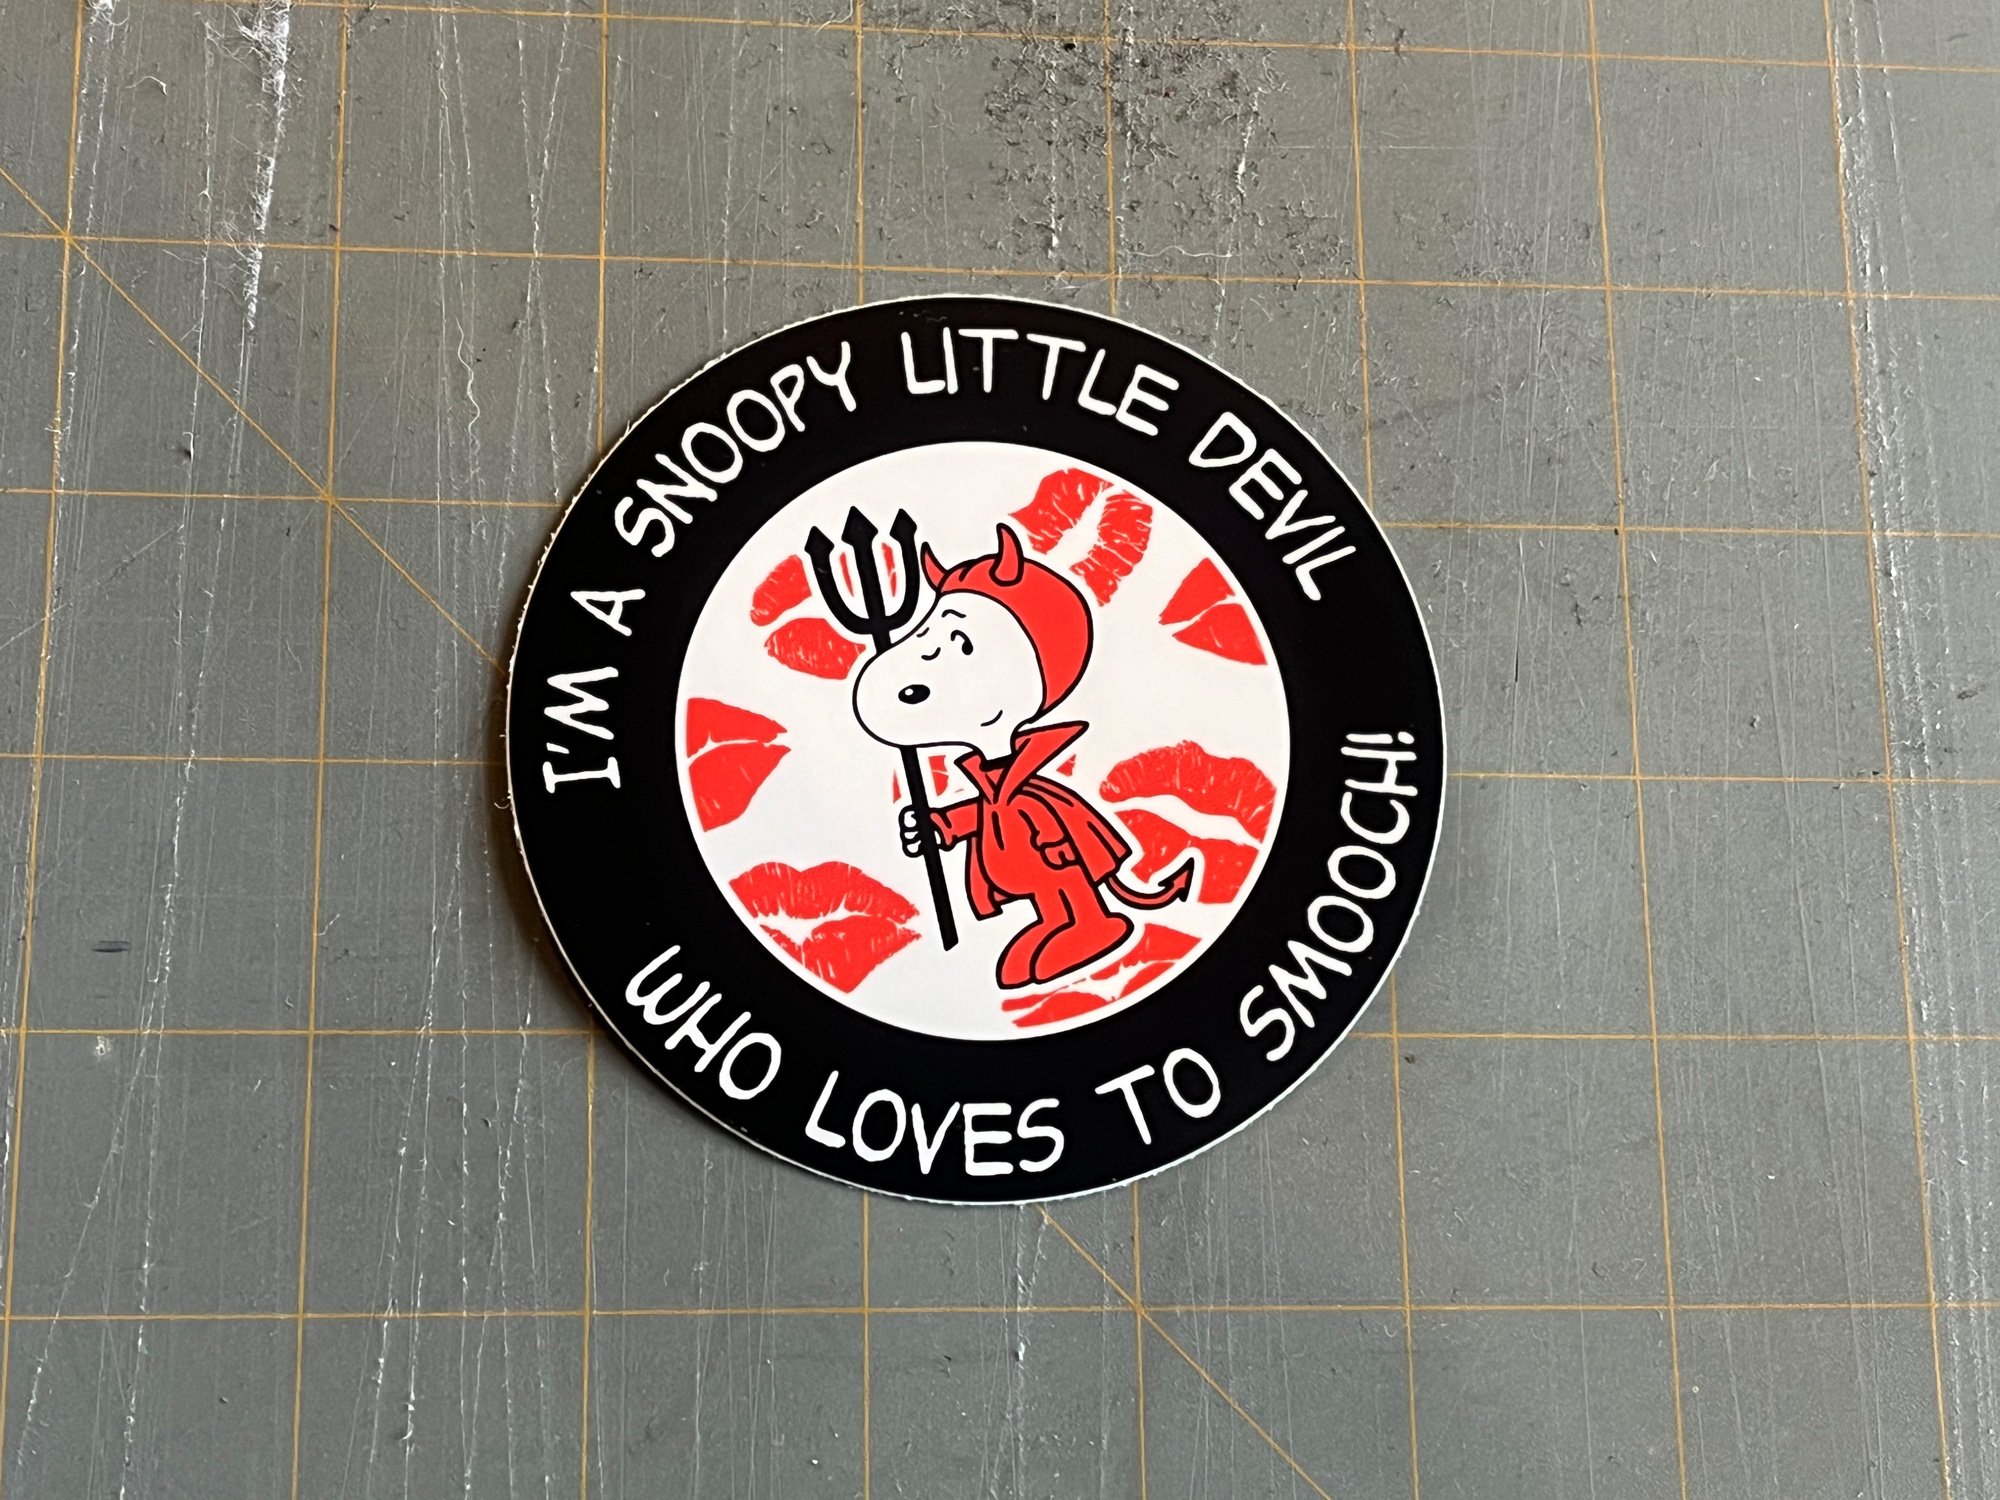 I'M A SNOOPY LITTLE DEVIL
WHO LOVES TO SMOOCH!